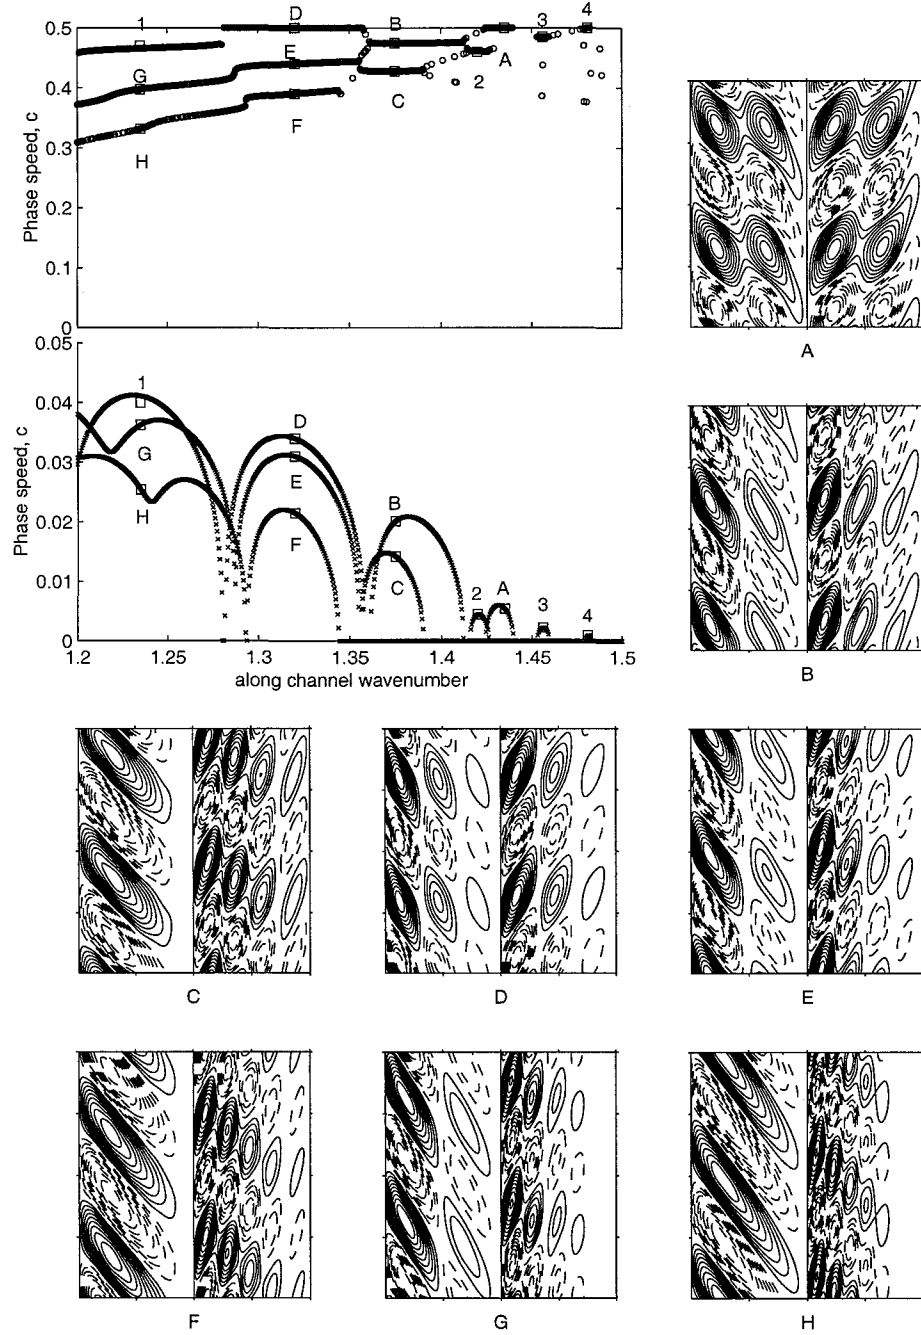 0.5
0.4
0.3
0.2
0.1
0
Phase speed, c
1
D
B
3
4
G
E
A
2
C
F
H
0.05
0.04
0.03
0.02
0.01
0
Phase speed, c
1
G
H
D
E
F
B
C
2
A
3
4
1.2
1.25
1.3
1.35
1.4
1.45
1.5
along channel wavenumber
A
B
C
D
E
F
G
H